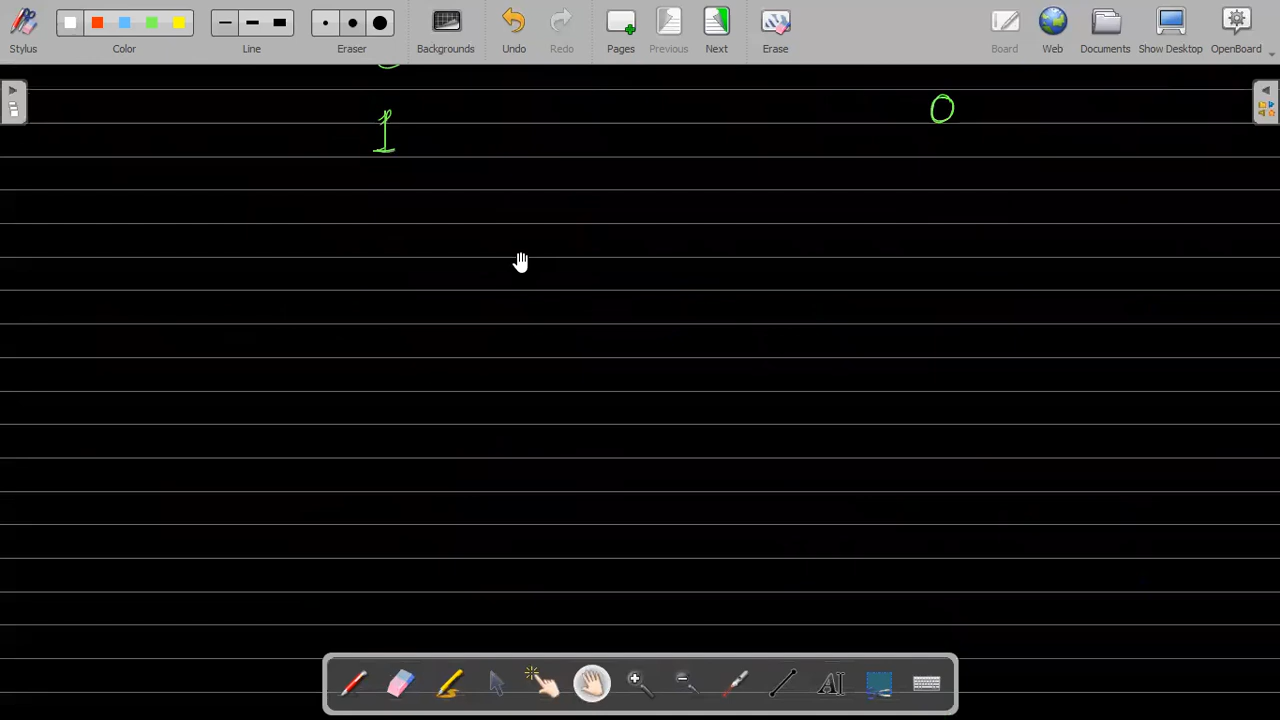 Stylus Color Line Eraser Backgrounds Undo Redo Pages Previous Next Erase Board Web Documents Show Desktop OpenBoard
0
1
AI